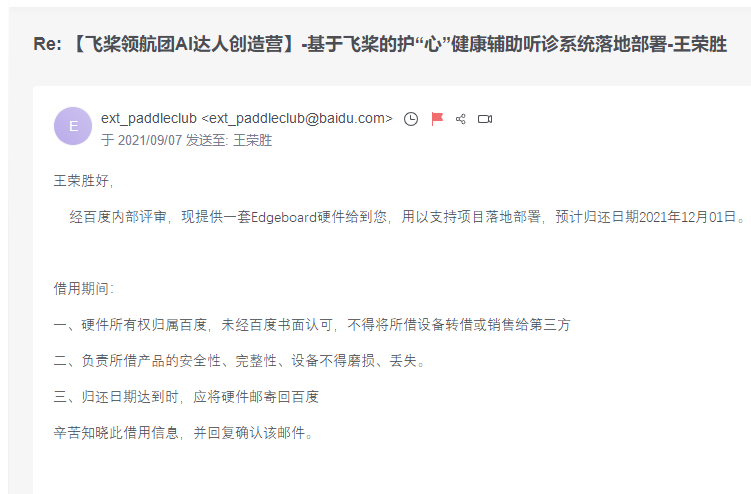 Re: 【飞桨领航团AI达人创造营】-基于飞桨的护“心”健康辅助听诊系统落地部署-王荣胜
E
ext_paddleclub <ext_paddleclub@baidu.com>
于 2021/09/07 发送至: 王荣胜
王荣胜好，
经百度内部评审，现提供一套Edgeboard硬件给到您，用以支持项目落地部署，预计归还日期2021年12月01日。
借用期间：
一、硬件所有权归属百度，未经百度书面认可，不得将所借设备转借或销售给第三方
二、负责所借产品的安全性、完整性、设备不得磨损、丢失。
三、归还日期达到时，应将硬件邮寄回百度
辛苦知晓此借用信息，并回复确认该邮件。